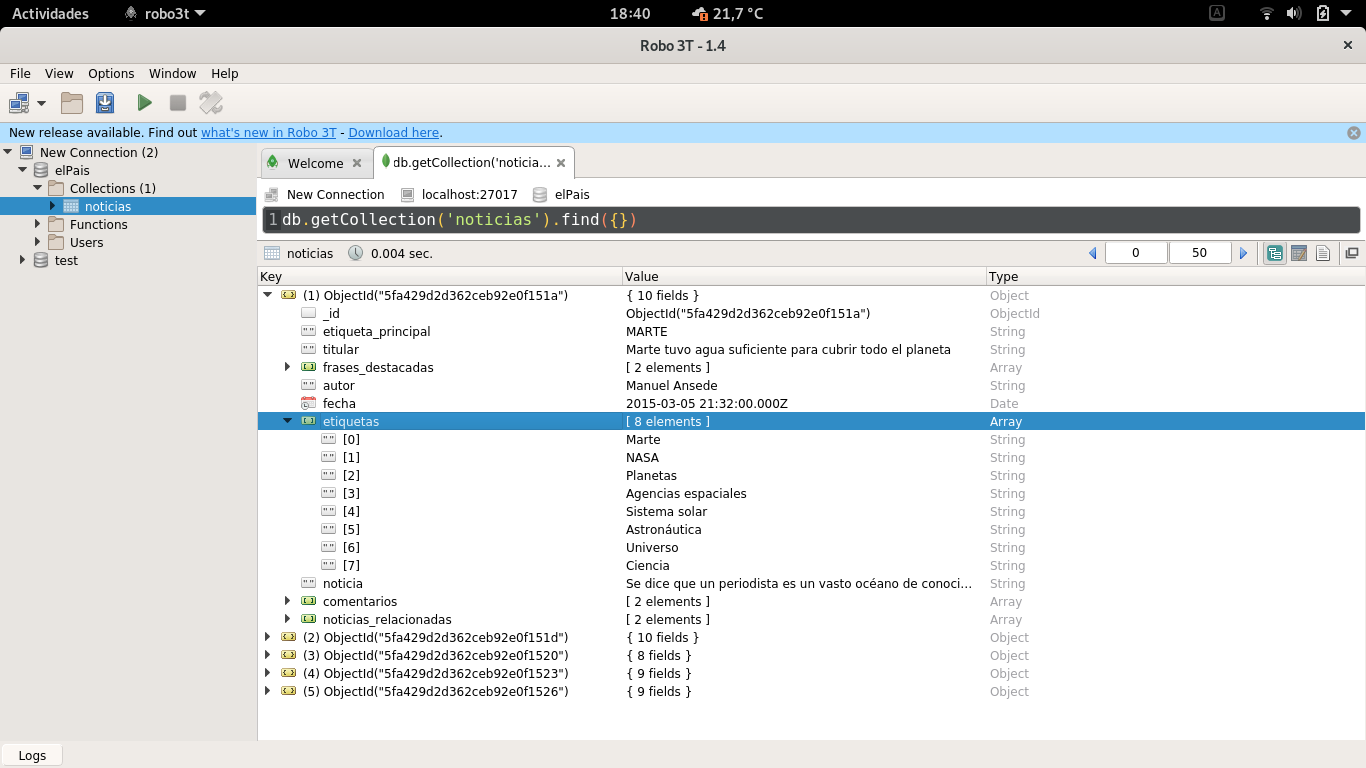 Actividades robo3t 18:40 21,7 °C A
Robo 3T - 1.4
File View Options Window Help
New release available. Find out what's new in Robo 3T - Download here.
New Connection (2)
elPais
Collections (1)
noticias
Functions
Users
test
Welcome db.getCollection('noticia...
New Connection localhost:27017 elPais
1 db.getCollection('noticias').find({})
noticias 0.004 sec. 0 50
Key Value Type
(1) ObjectId("5fa429d2d362ceb92e0f151a") { 10 fields } Object
_id ObjectId("5fa429d2d362ceb92e0f151a") ObjectId
etiqueta_principal MARTE String
titular Marte tuvo agua suficiente para cubrir todo el planeta String
frases_destacadas [ 2 elements ] Array
autor Manuel Ansede String
fecha 2015-03-05 21:32:00.000Z Date
etiquetas [ 8 elements ] Array
[0] Marte String
[1] NASA String
[2] Planetas String
[3] Agencias espaciales String
[4] Sistema solar String
[5] Astronáutica String
[6] Universo String
[7] Ciencia String
noticia Se dice que un periodista es un vasto océano de conoci... String
comentarios [ 2 elements ] Array
noticias_relacionadas [ 2 elements ] Array
(2) ObjectId("5fa429d2d362ceb92e0f151d") { 10 fields } Object
(3) ObjectId("5fa429d2d362ceb92e0f1520") { 8 fields } Object
(4) ObjectId("5fa429d2d362ceb92e0f1523") { 9 fields } Object
(5) ObjectId("5fa429d2d362ceb92e0f1526") { 9 fields } Object
Logs